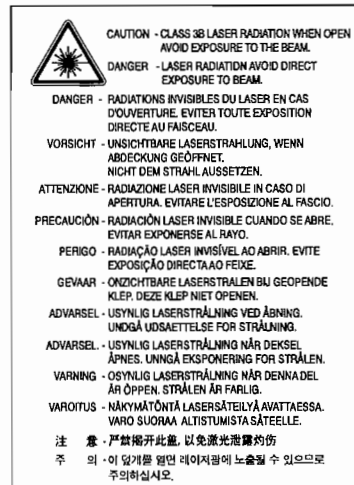 CAUTION - CLASS 3B LASER RADIATION WHEN OPEN
AVOID EXPOSURE TO THE BEAM.
DANGER - LASER RADIATION AVOID DIRECT
EXPOSURE TO BEAM.
DANGER - RADIATIONS INVISIBLES DU LASER EN CAS
D'OUVERTURE. EVITER TOUTE EXPOSITION
DIRECTE AU FAISCEAU.
VORSICHT - UNSICHTBARE LASERSTRAHLUNG, WENN
ABDECKUNG GEÖFFNET.
NICHT DEM STRAHL AUSSETZEN.
ATTENZIONE - RADIAZIONE LASER INVISIBILE IN CASO DI
APERTURA. EVITARE L'ESPOSIZIONE AL FASCIO.
PRECAUCIÓN - RADIACIÓN LASER INVISIBLE CUANDO SE ABRE.
EVITAR EXPONERSE AL RAYO.
PERIGO - RADIAÇÃO LASER INVISÍVEL AO ABRIR. EVITE
EXPOSIÇÃO DIRECTA AO FEIXE.
GEVAAR - ONZICHTBARE LASERSTRALEN BIJ GEOPENDE
KLEP. DEZE KLEP NIET OPENEN.
ADVARSEL - USYNLIG LASERSTRÅLNING VED ÅBNING.
UNDGÅ UDSAETTELSE FOR STRÅLNING.
ADVARSEL. - USYNLIG LASERSTRÅLNING NÅR DEKSEL
ÅPNES. UNNGÅ EKSPONERING FOR STRÅLEN.
VARNING - OSYNLIG LASERSTRÅLNING NÄR DENNA DEL
ÄR ÖPPEN. STRÅLEN ÄR FARLIG.
VAROITUS - NÄKYMÄTÖNTÄ LASERSÄTEILYÄ AVATTAESSA.
VARO SUORAA ALTISTUMISTA SÄTEELLE.
注 意 - 严禁揭开此盖, 以免激光泄露灼伤
주 의 - 이 덮개를 열면 레이저광에 노출될 수 있으므로
주의하십시오.